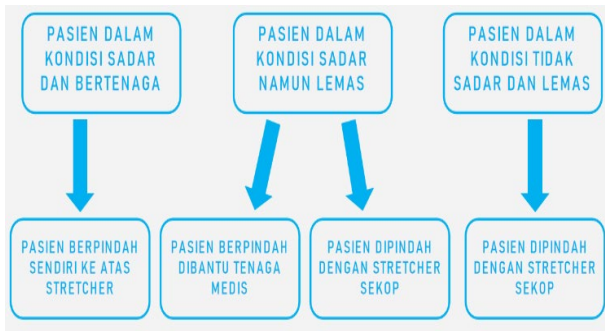 PASIEN DALAM
KONDISI SADAR
DAN BERTENAGA
PASIEN DALAM
KONDISI SADAR
NAMUN LEMAS
PASIEN DALAM
KONDISI TIDAK
SADAR DAN LEMAS
PASIEN BERPINDAH
SENDIRI KE ATAS
STRETCHER
PASIEN BERPINDAH
DIBANTU TENAGA
MEDIS
PASIEN DIPINDAH
DENGAN STRETCHER
SEKOP
PASIEN DIPINDAH
DENGAN STRETCHER
SEKOP